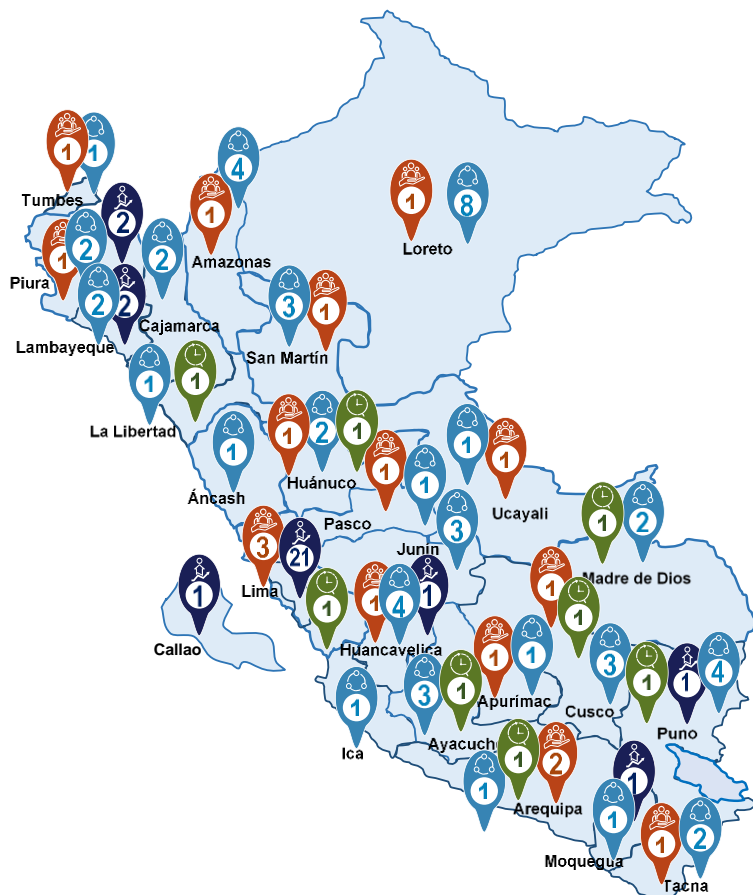 1 1
Tumbes
4
2
1
Amazonas
1
8
Loreto
2
1
2
Piura
2
2
Cajamarca
Lambayeque
3
1
San Martín
1
1
La Libertad
1
Áncash
1
2
1
Huánuco
1
1
Pasco
1
1
Ucayali
3
Junín
1
2
Madre de Dios
3
21
Lima
1
1
Callao
1
4
1
Huancavelica
1
1
3
Cusco
1
1
4
Puno
1
1
Apurímac
3
1
Ayacucho
1
Ica
1
1
2
Arequipa
1
1
Moquegua
1
2
Tacna